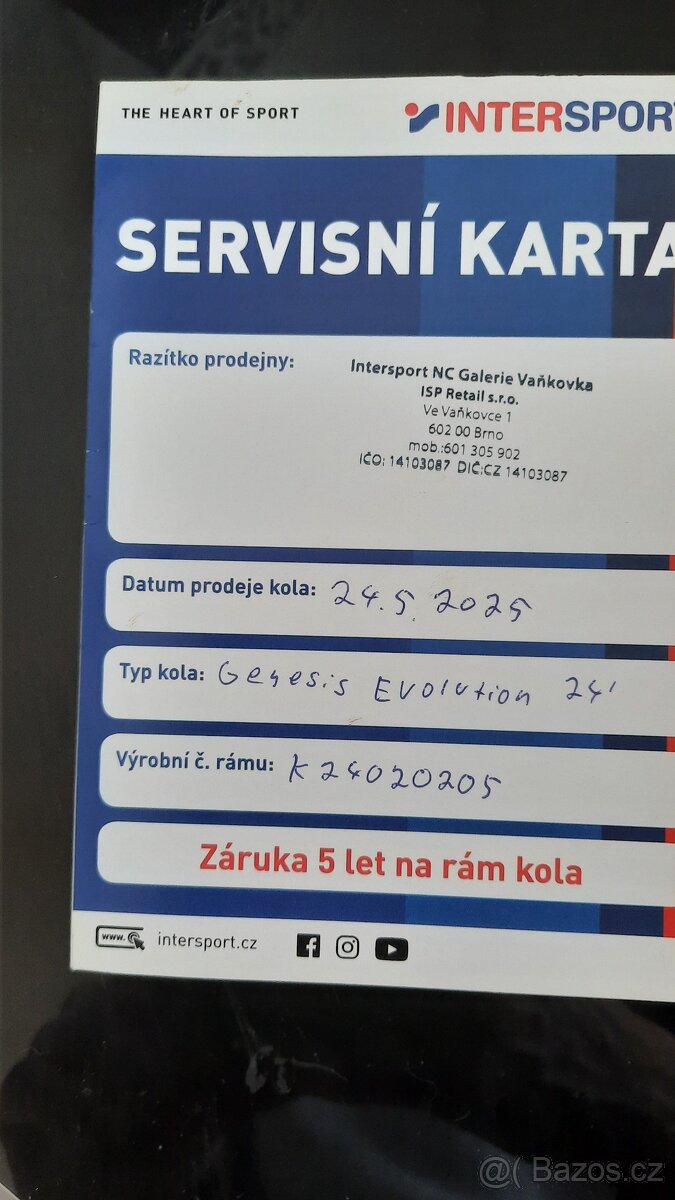 THE HEART OF SPORT
INTERSPORT
SERVISNÍ KARTA
Razítko prodejny:
Intersport NC Galerie Vaňkovka
ISP Retail s.r.o.
Ve Vaňkovce 1
602 00 Brno
mob.:601 305 902
IČO: 14103087 DIČ:CZ 14103087
Datum prodeje kola: 24.5.2025
Typ kola: Genesis Evolution 24'
Výrobní č. rámu: K24020205
Záruka 5 let na rám kola
www. intersport.cz
@( Bazos.cz